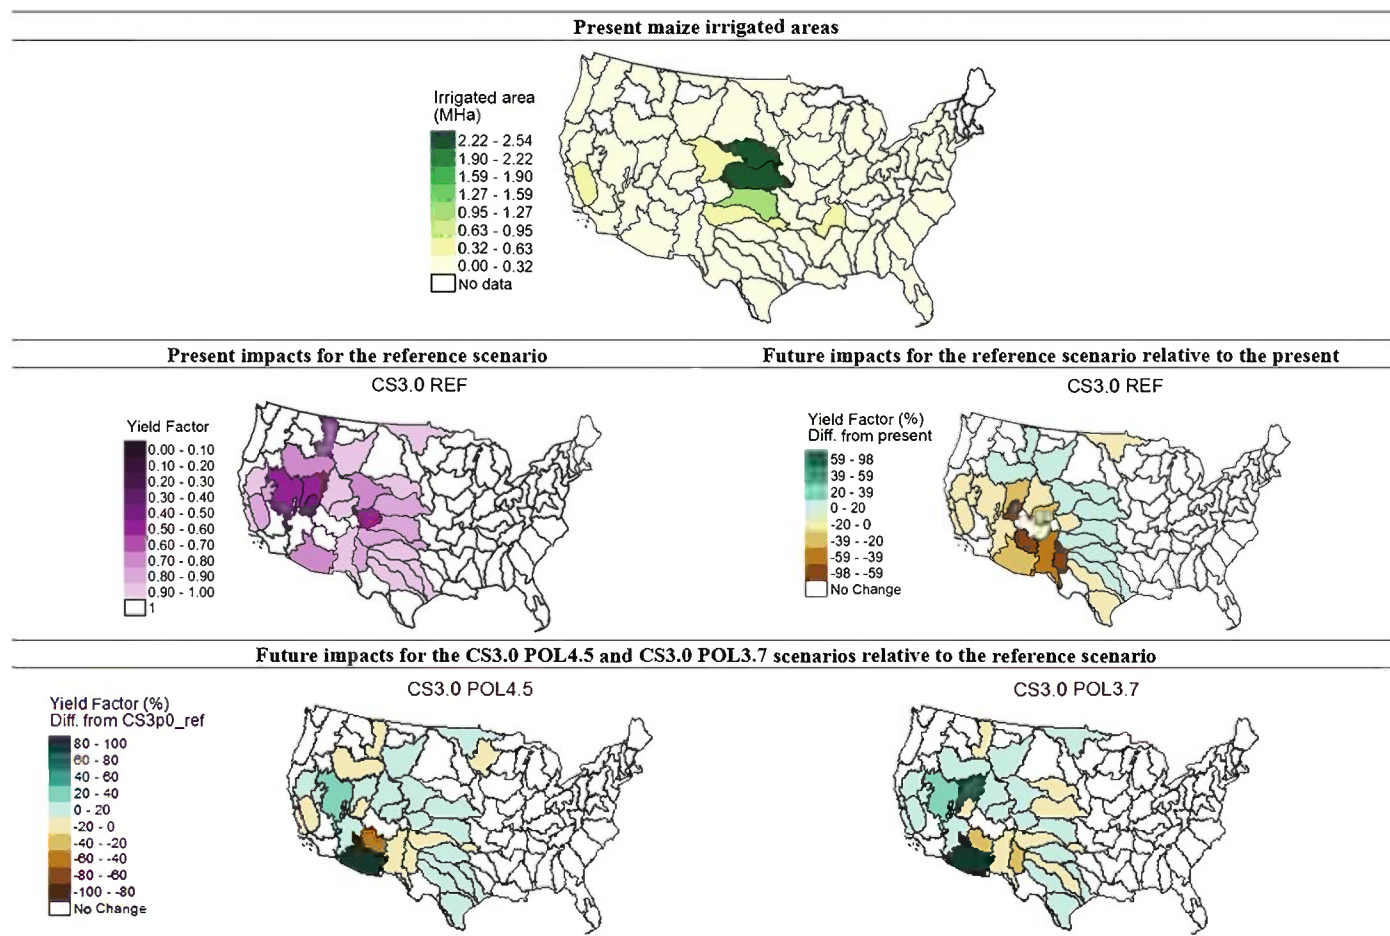 Present maize irrigated areas
Irrigated area
(MHa)
2.22 - 2.54
1.90 - 2.22
1.59 - 1.90
1.27 - 1.59
0.95 - 1.27
0.63 - 0.95
0.32 - 0.63
0.00 - 0.32
No data
Present impacts for the reference scenario
Future impacts for the reference scenario relative to the present
CS3.0 REF
Yield Factor
0.00 - 0.10
0.10 - 0.20
0.20 - 0.30
0.30 - 0.40
0.40 - 0.50
0.50 - 0.60
0.60 - 0.70
0.70 - 0.80
0.80 - 0.90
0.90 - 1.00
1
CS3.0 REF
Yield Factor (%)
Diff. from present
59 - 98
39 - 59
20 - 39
0 - 20
-20 - 0
-39 - -20
-59 - -39
-98 - -59
No Change
Future impacts for the CS3.0 POL4.5 and CS3.0 POL3.7 scenarios relative to the reference scenario
CS3.0 POL4.5
CS3.0 POL3.7
Yield Factor (%)
Diff. from CS3p0_ref
80 - 100
60 - 80
40 - 60
20 - 40
0 - 20
-20 - 0
-40 - -20
-60 - -40
-80 - -60
-100 - -80
No Change